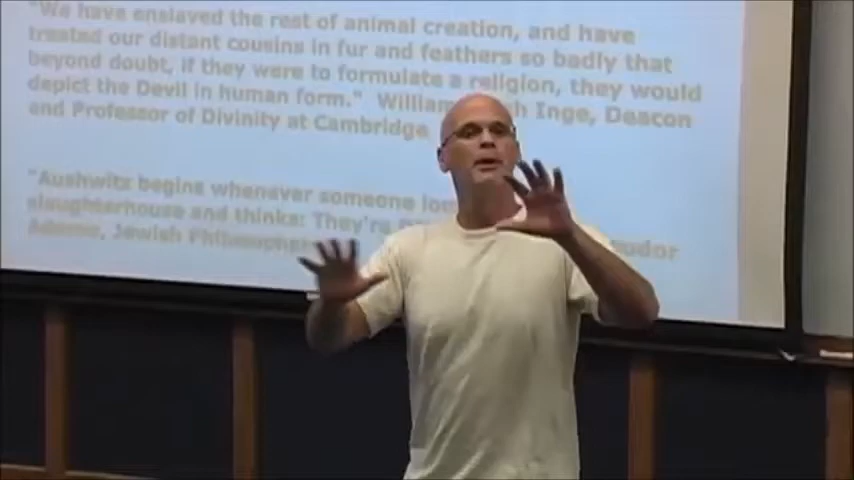 "We have enslaved the rest of animal creation, and have
treated our distant cousins in fur and feathers so badly that
beyond doubt, if they were to formulate a religion, they would
depict the Devil in human form." William Inge, Deacon
and Professor of Divinity at Cambridge
"Auschwitz begins whenever someone
slaughterhouse and thinks: They're
Adorno, Jewish Philosopher